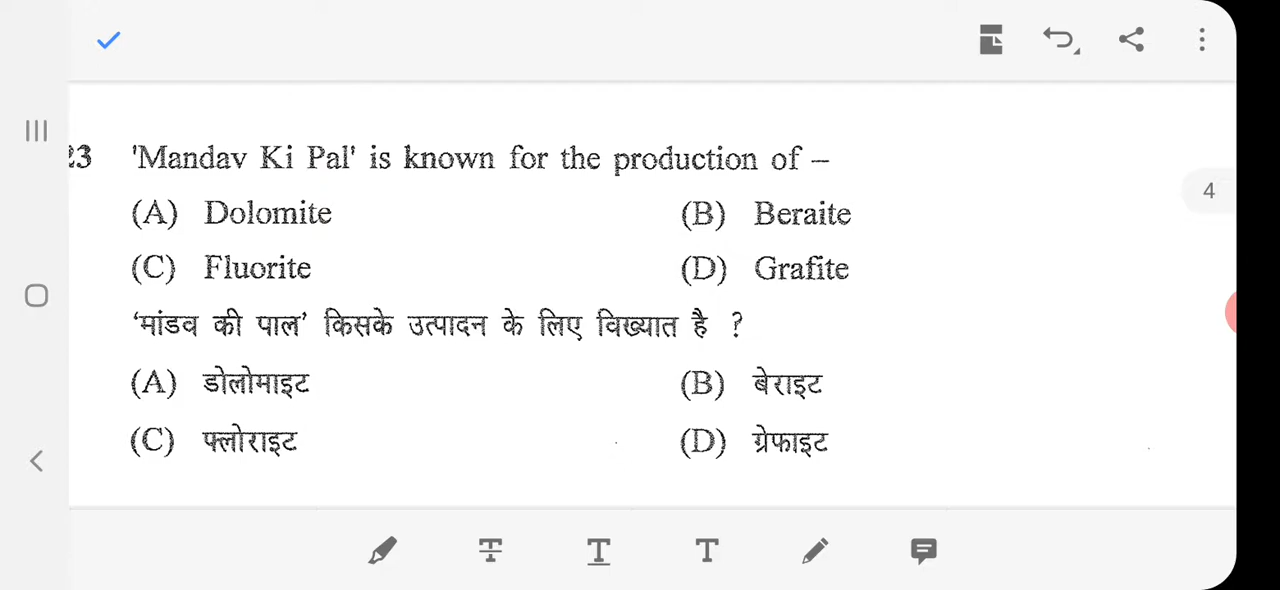 4
23 'Mandav Ki Pal' is known for the production of –
(A) Dolomite (B) Beraite
(C) Fluorite (D) Grafite
‘मांडव की पाल’ किसके उत्पादन के लिए विख्यात है ?
(A) डोलोमाइट (B) बेराइट
(C) फ्लोराइट (D) ग्रेफाइट